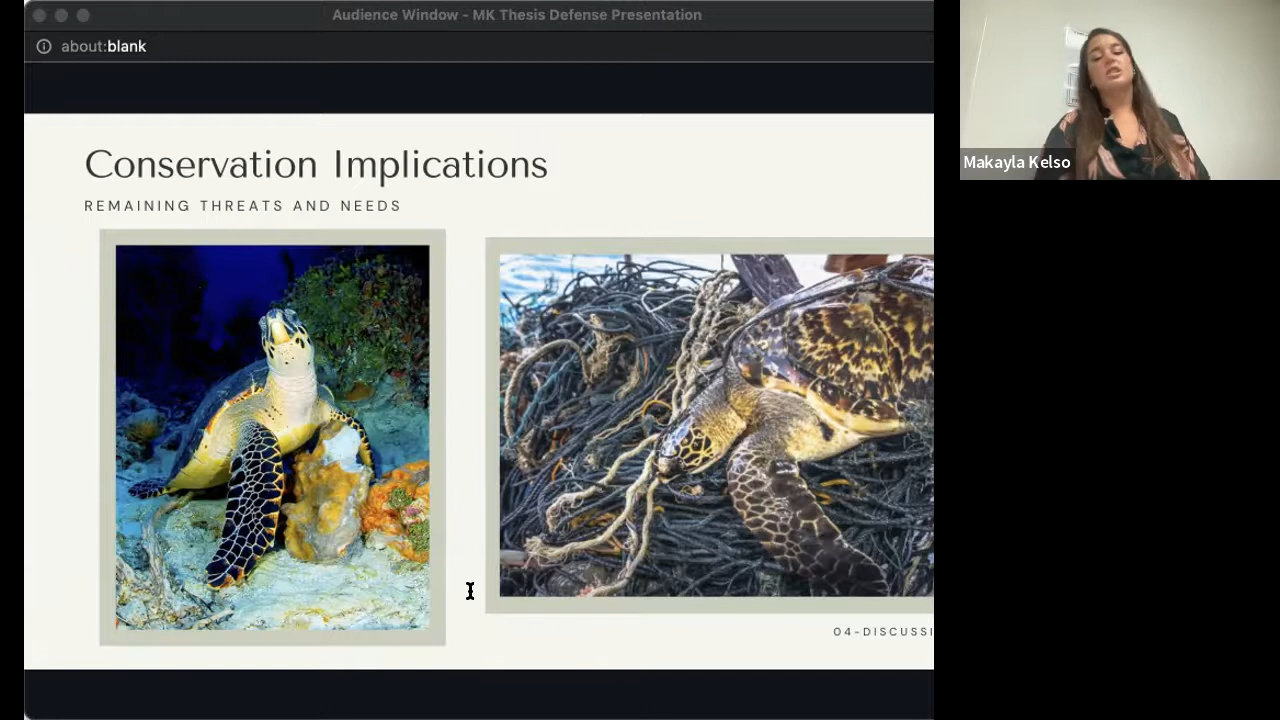 Audience Window - MK Thesis Defense Presentation
about:blank
Conservation Implications
REMAINING THREATS AND NEEDS
04-DISCUSSI
Makayla Kelso